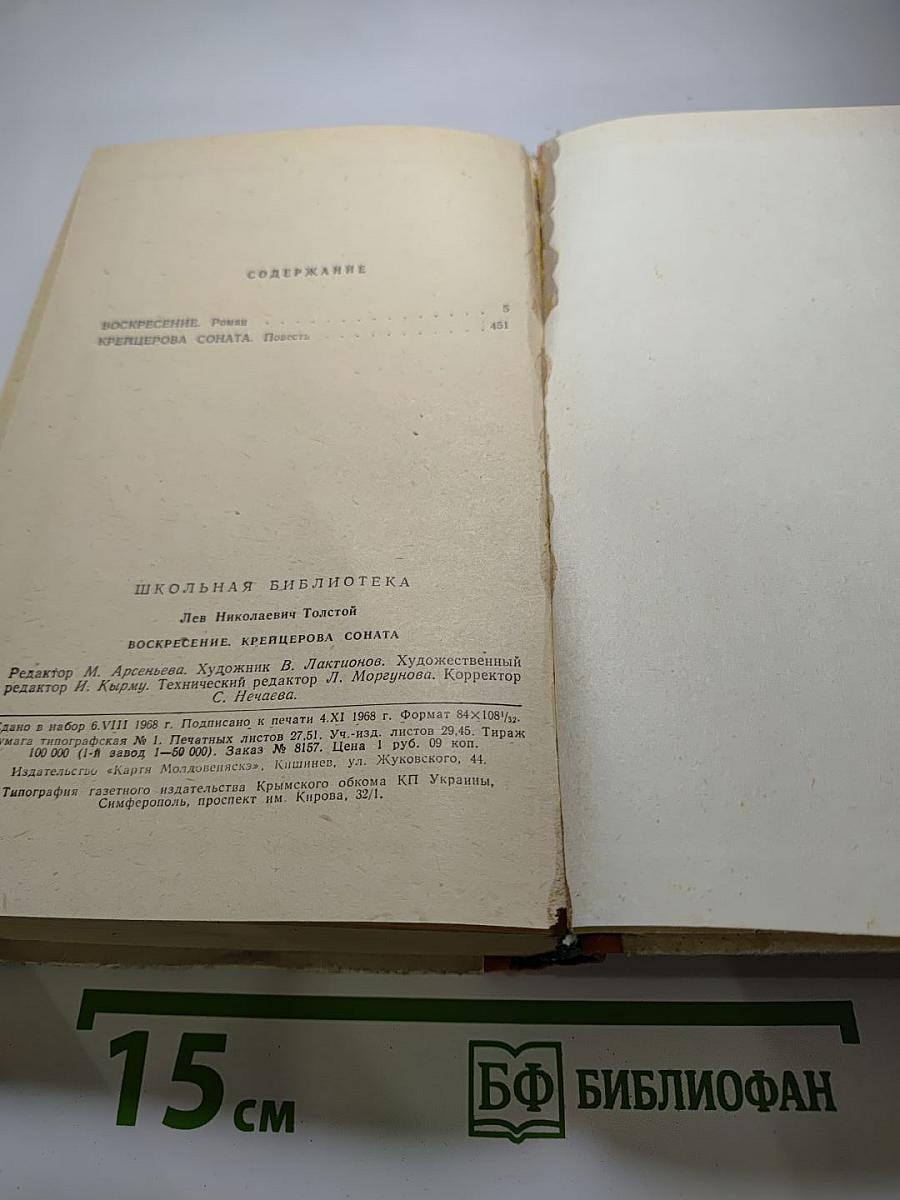 СОДЕРЖАНИЕ
ВОСКРЕСЕНИЕ. Роман . . . . . . . . . . . . . 5
КРЕЙЦЕРОВА СОНАТА. Повесть . . . . . . . . . 451
ШКОЛЬНАЯ БИБЛИОТЕКА
Лев Николаевич Толстой
ВОСКРЕСЕНИЕ. КРЕЙЦЕРОВА СОНАТА
Редактор М. Арсеньева. Художник В. Лактионов. Художественный
редактор И. Кырму. Технический редактор Л. Моргунова. Корректор
С. Нечаева.
дано в набор 6.VIII 1968 г. Подписано к печати 4.XI 1968 г. Формат 84×108¹/₃₂.
умага типографская № 1. Печатных листов 27,51. Уч.-изд. листов 29,45. Тираж
100 000 (1-й завод 1—50 000). Заказ № 8157. Цена 1 руб. 09 коп.
Издательство «Картя Молдовеняскэ», Кишинев, ул. Жуковского, 44.
Типография газетного издательства Крымского обкома КП Украины,
Симферополь, проспект им. Кирова, 32/1.
15 см
БФ БИБЛИОФАН